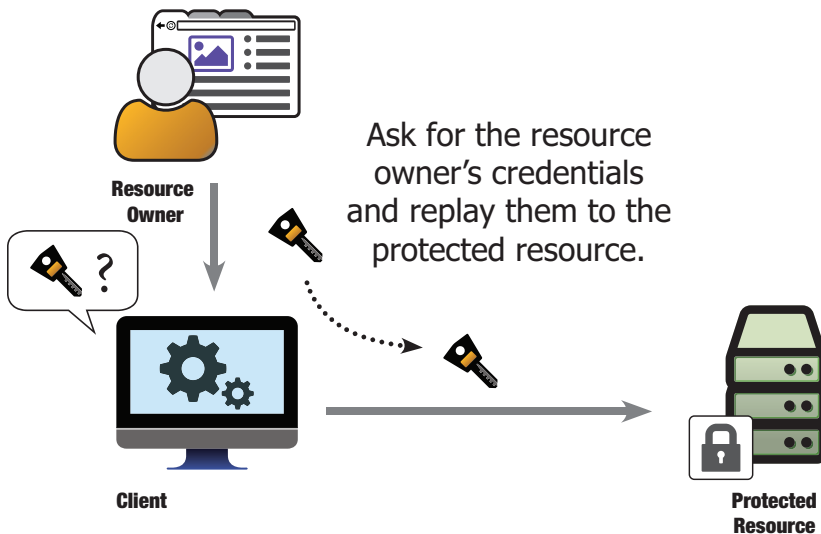 Ask for the resource
owner’s credentials
and replay them to the
protected resource.
Resource
Owner
?
Client
Protected
Resource